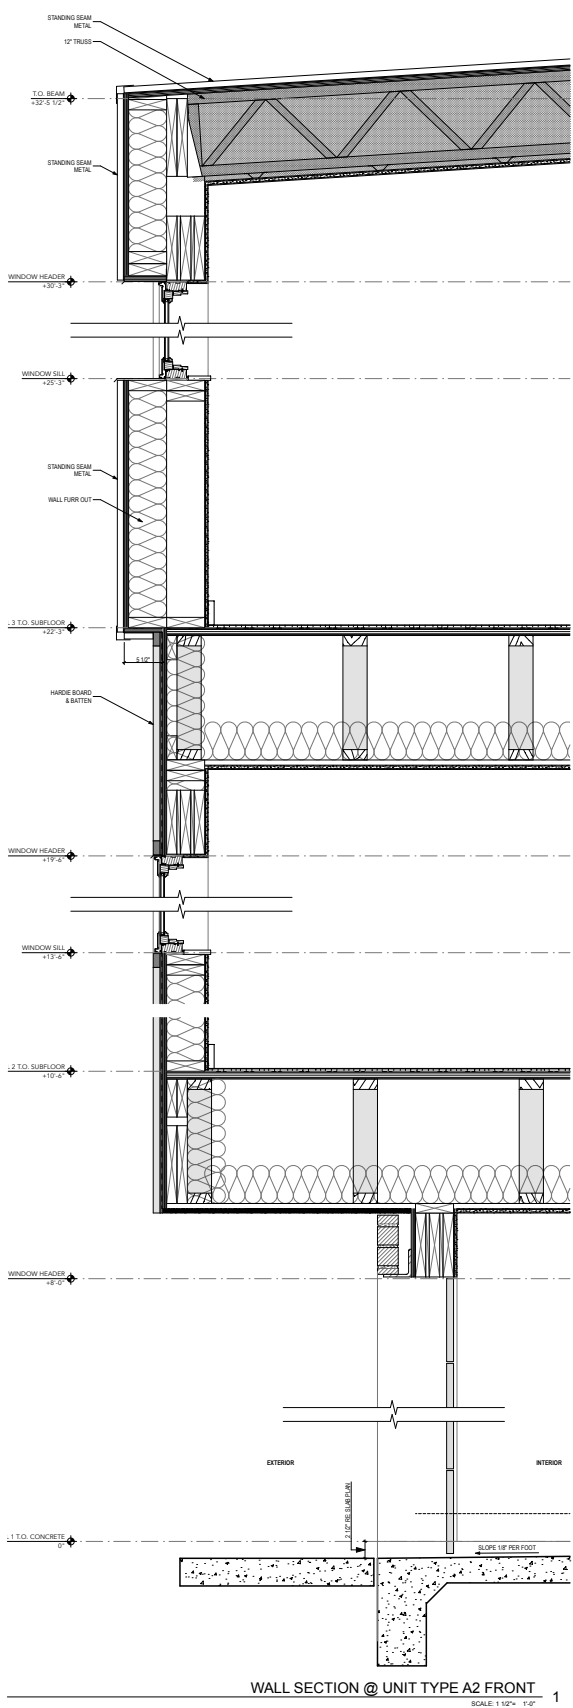 STANDING SEAM
METAL
12" TRUSS
T.O. BEAM
+32'-5 1/2"
STANDING SEAM
METAL
WINDOW HEADER
+30'-3"
WINDOW SILL
+25'-3"
STANDING SEAM
METAL
WALL FURR OUT
3 T.O. SUBFLOOR
+22'-3"
5 1/2"
HARDIE BOARD
& BATTEN
WINDOW HEADER
+19'-6"
WINDOW SILL
+13'-6"
2 T.O. SUBFLOOR
+10'-6"
WINDOW HEADER
+8'-0"
EXTERIOR
INTERIOR
2 1/2" RE: SLAB PLAN
1 T.O. CONCRETE
0"
SLOPE 1/8" PER FOOT
WALL SECTION @ UNIT TYPE A2 FRONT 1
SCALE: 1 1/2"= 1'-0"